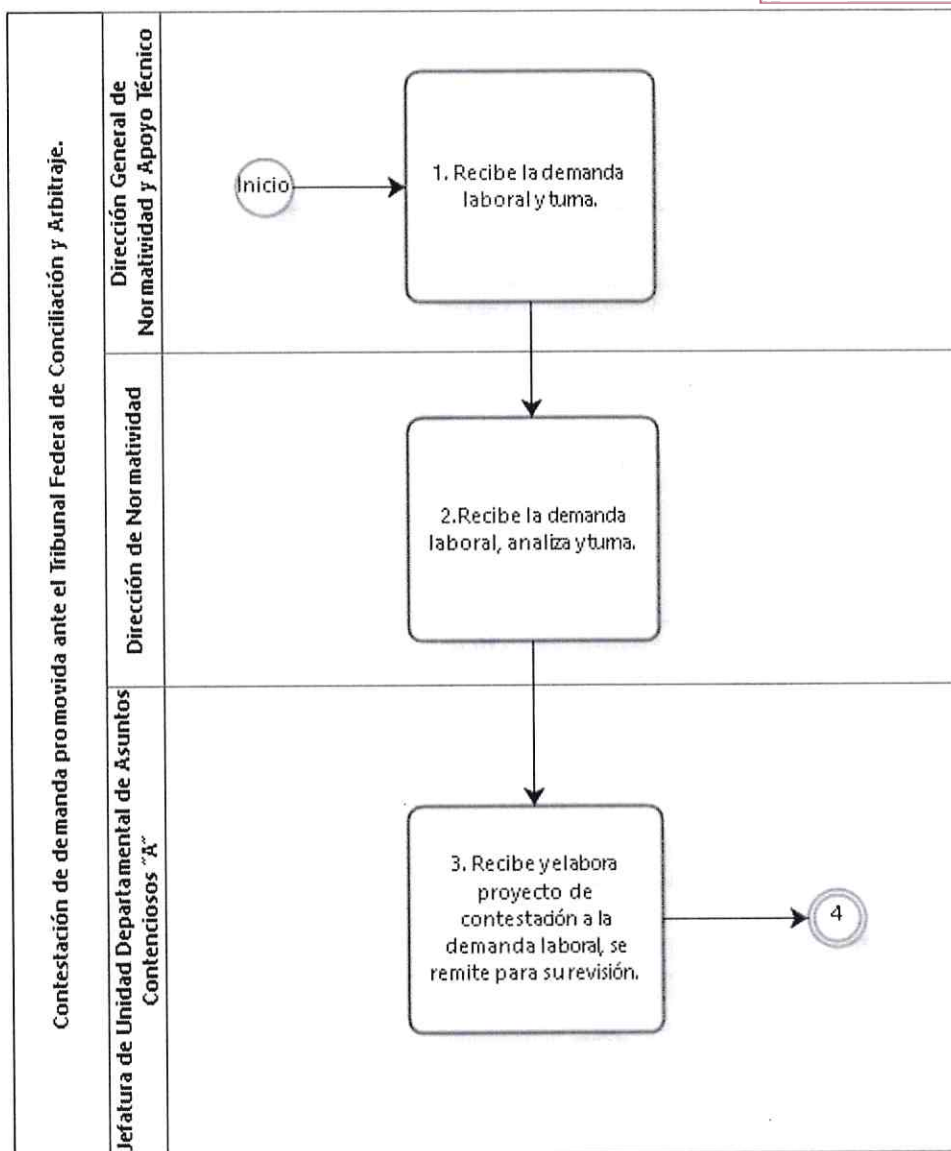 Contestación de demanda promovida ante el Tribunal Federal de Conciliación y Arbitraje.
Dirección General de
Normatividad y Apoyo Técnico
Inicio
1. Recibe la demanda
laboral y turna.
Dirección de Normatividad
2.Recibe la demanda
laboral, analiza y turna.
Jefatura de Unidad Departamental de Asuntos
Contenciosos "A"
3. Recibe y elabora
proyecto de
contestación a la
demanda laboral, se
remite para su revisión.
4